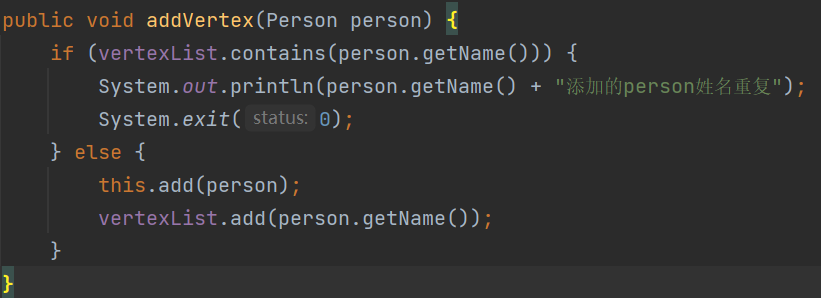 public void addVertex(Person person) {
    if (vertexList.contains(person.getName())) {
        System.out.println(person.getName() + "添加的person姓名重复");
        System.exit( status: 0);
    } else {
        this.add(person);
        vertexList.add(person.getName());
    }
}